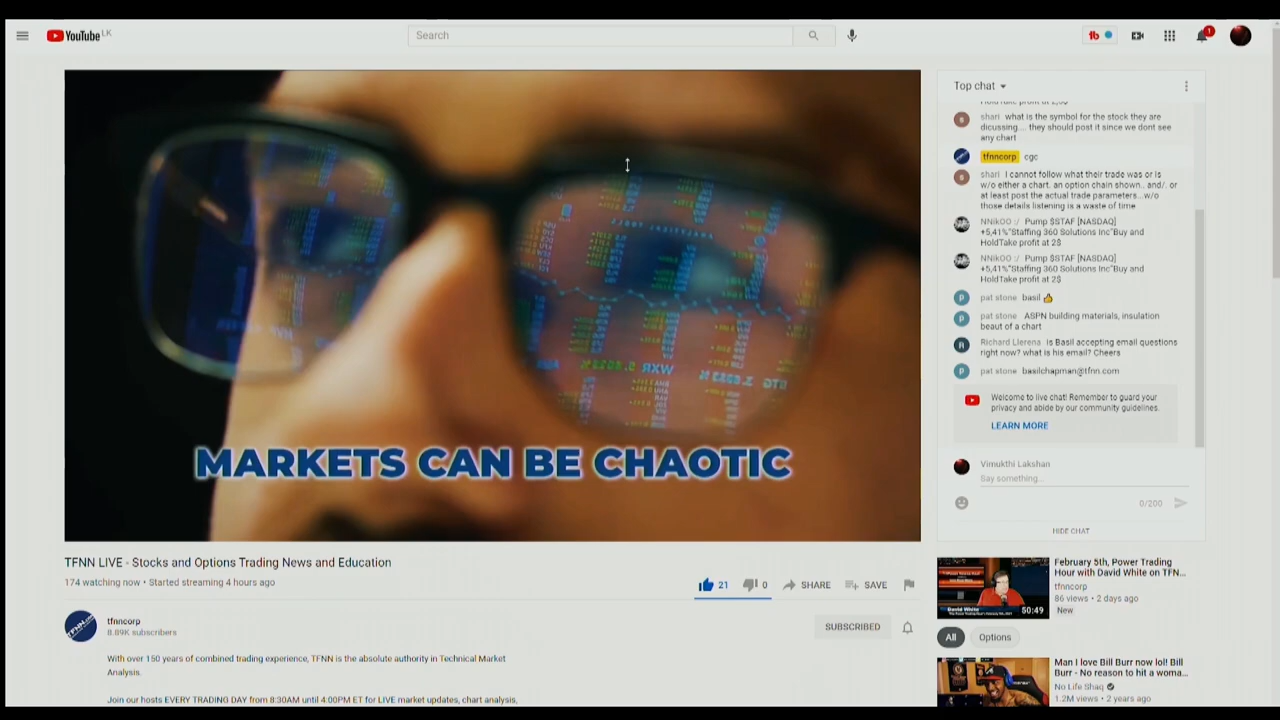 YouTube LK
Search
1
MARKETS CAN BE CHAOTIC
TFNN LIVE - Stocks and Options Trading News and Education
174 watching now • Started streaming 4 hours ago
21
0
SHARE
SAVE
tfnncorp
8.89K subscribers
SUBSCRIBED
With over 150 years of combined trading experience, TFNN is the absolute authority in Technical Market
Analysis.
Join our hosts EVERY TRADING DAY from 8:30AM until 4:00PM ET for LIVE market updates, chart analysis,
Top chat
shari what is the symbol for the stock they are
dicussing.... they should post it since we dont see
any chart
tfnncorp cgc
shari I cannot follow what their trade was or is
w/o either a chart. an option chain shown.. and/. or
at least post the actual trade parameters...w/o
those details listening is a waste of time
NNikOO :/ Pump $STAF [NASDAQ]
+5,41%"Staffing 360 Solutions Inc"Buy and
HoldTake profit at 2$
NNikOO :/ Pump $STAF [NASDAQ]
+5,41%"Staffing 360 Solutions Inc"Buy and
HoldTake profit at 2$
pat stone basil 👍
pat stone ASPN building materials, insulation
beaut of a chart
Richard Llerena is Basil accepting email questions
right now? what is his email? Cheers
pat stone basilchapman@tfnn.com
Welcome to live chat! Remember to guard your
privacy and abide by our community guidelines.
LEARN MORE
Vimukthi Lakshan
Say something...
0/200
HIDE CHAT
February 5th, Power Trading
Hour with David White on TFN...
tfnncorp
86 views • 2 days ago
New
David White
50:49
All
Options
Man I love Bill Burr now lol! Bill
Burr - No reason to hit a woma...
No Life Shaq
1.2M views • 2 years ago